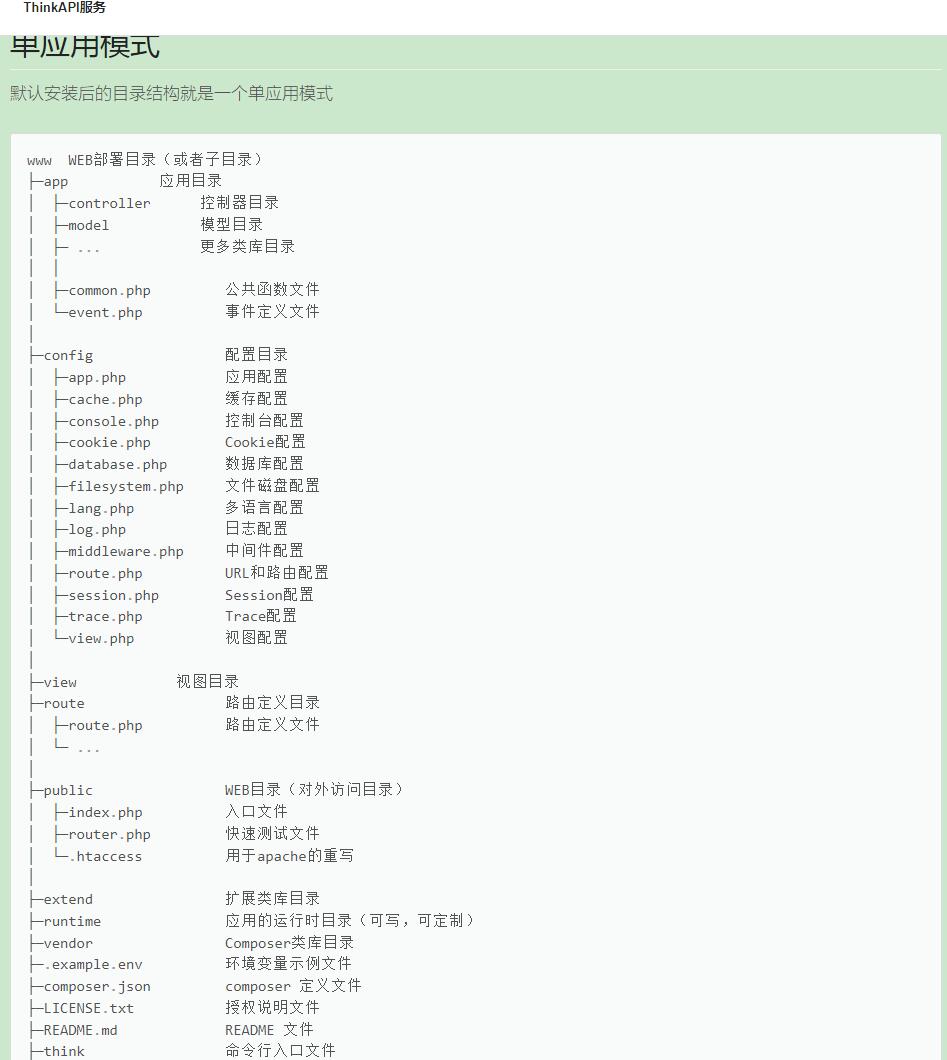 ThinkAPI服务
单应用模式
默认安装后的目录结构就是一个单应用模式
www  WEB部署目录（或者子目录）
├─app           应用目录
│  ├─controller      控制器目录
│  ├─model           模型目录
│  ├─ ...            更多类库目录
│  │
│  ├─common.php         公共函数文件
│  └─event.php          事件定义文件
│
├─config                配置目录
│  ├─app.php            应用配置
│  ├─cache.php          缓存配置
│  ├─console.php        控制台配置
│  ├─cookie.php         Cookie配置
│  ├─database.php       数据库配置
│  ├─filesystem.php     文件磁盘配置
│  ├─lang.php           多语言配置
│  ├─log.php            日志配置
│  ├─middleware.php     中间件配置
│  ├─route.php          URL和路由配置
│  ├─session.php        Session配置
│  ├─trace.php          Trace配置
│  └─view.php           视图配置
│
├─view            视图目录
├─route                 路由定义目录
│  ├─route.php          路由定义文件
│  └─ ...
│
├─public                WEB目录（对外访问目录）
│  ├─index.php          入口文件
│  ├─router.php         快速测试文件
│  └─.htaccess          用于apache的重写
│
├─extend                扩展类库目录
├─runtime               应用的运行时目录（可写，可定制）
├─vendor                Composer类库目录
├─.example.env          环境变量示例文件
├─composer.json         composer 定义文件
├─LICENSE.txt           授权说明文件
├─README.md             README 文件
├─think                 命令行入口文件